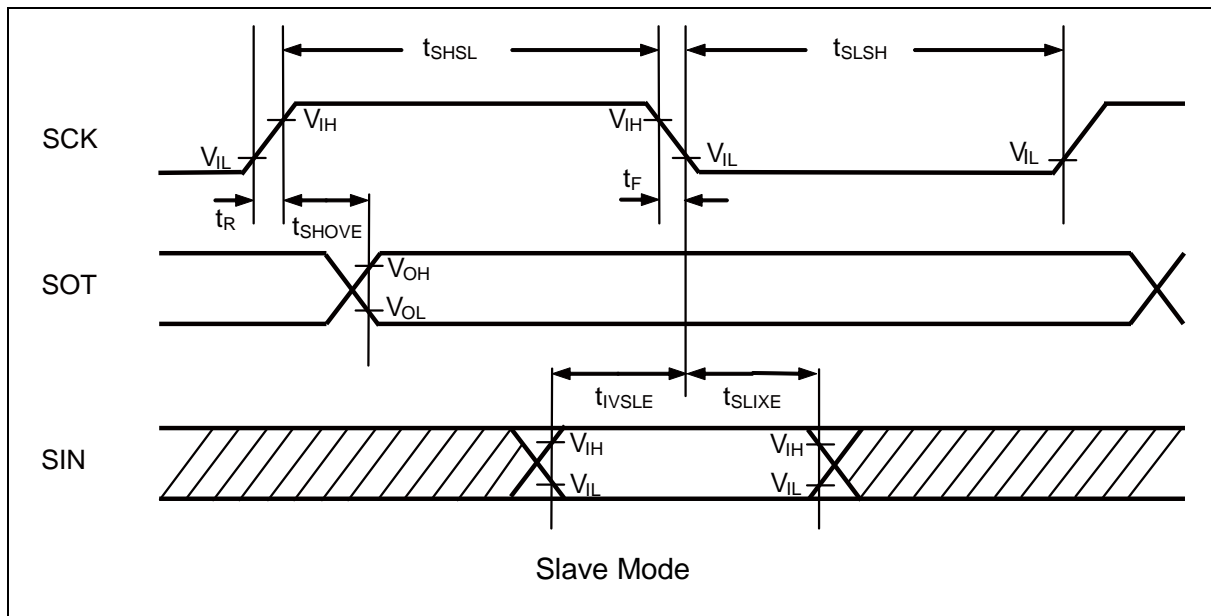 tSHSL
tSLSH
SCK
VIH
VIH
VIL
VIL
VIL
tR
tSHOVE
tF
SOT
VOH
VOL
tIVSLE
tSLIXE
SIN
VIH
VIH
VIL
VIL
Slave Mode